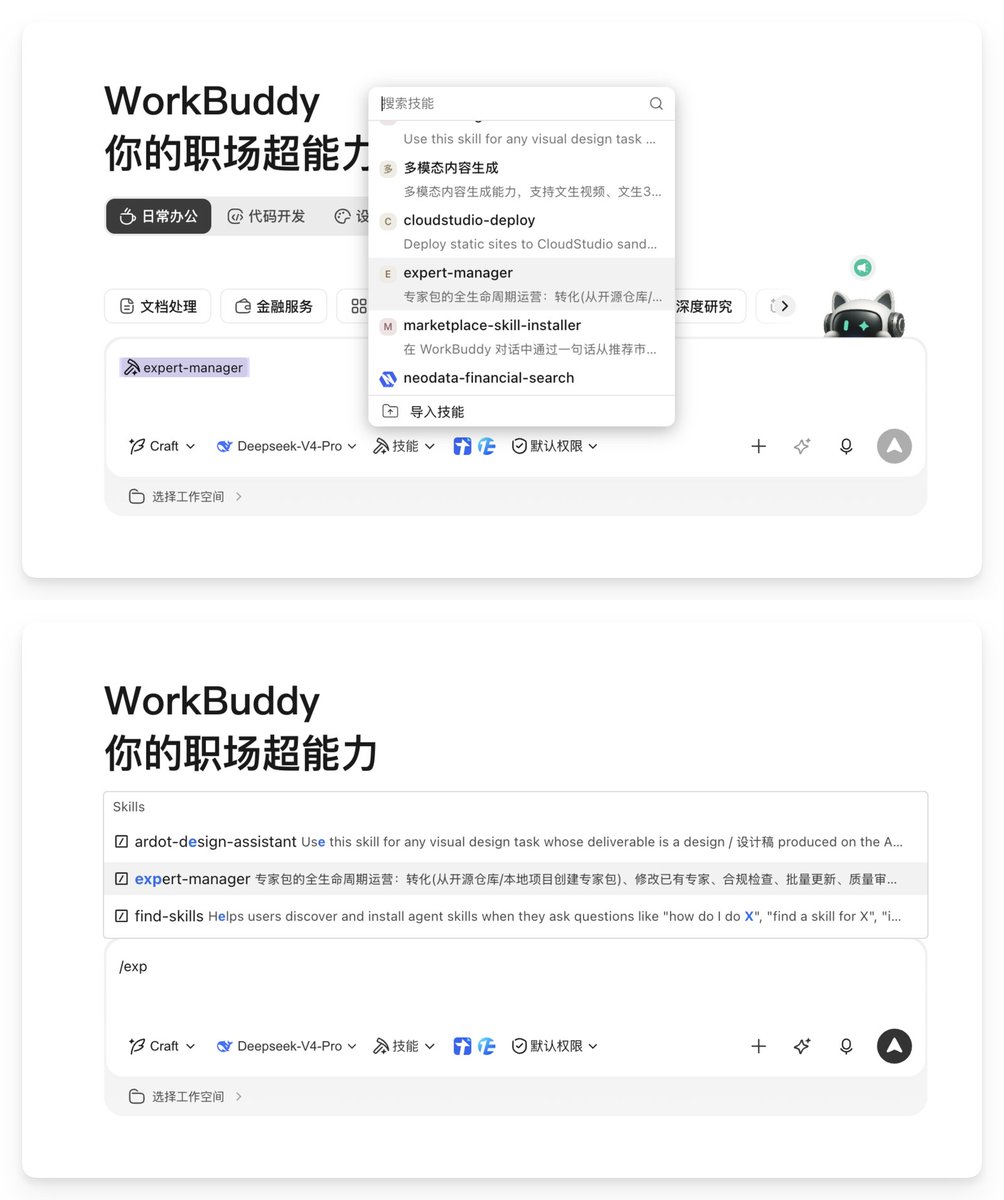 WorkBuddy
你的职场超能力
日常办公
代码开发
设
搜索技能
Use this skill for any visual design task ...
多 多模态内容生成
多模态内容生成能力，支持文生视频、文生3...
C cloudstudio-deploy
Deploy static sites to CloudStudio sand...
E expert-manager
专家包的全生命周期运营：转化(从开源仓库/...
M marketplace-skill-installer
在 WorkBuddy 对话中通过一句话从推荐市...
neodata-financial-search
导入技能
文档处理
金融服务
深度研究
expert-manager
Craft
Deepseek-V4-Pro
技能
默认权限
选择工作空间
WorkBuddy
你的职场超能力
Skills
ardot-design-assistant Use this skill for any visual design task whose deliverable is a design / 设计稿 produced on the A...
expert-manager 专家包的全生命周期运营：转化(从开源仓库/本地项目创建专家包)、修改已有专家、合规检查、批量更新、质量审...
find-skills Helps users discover and install agent skills when they ask questions like "how do I do X", "find a skill for X", "i...
/exp
Craft
Deepseek-V4-Pro
技能
默认权限
选择工作空间